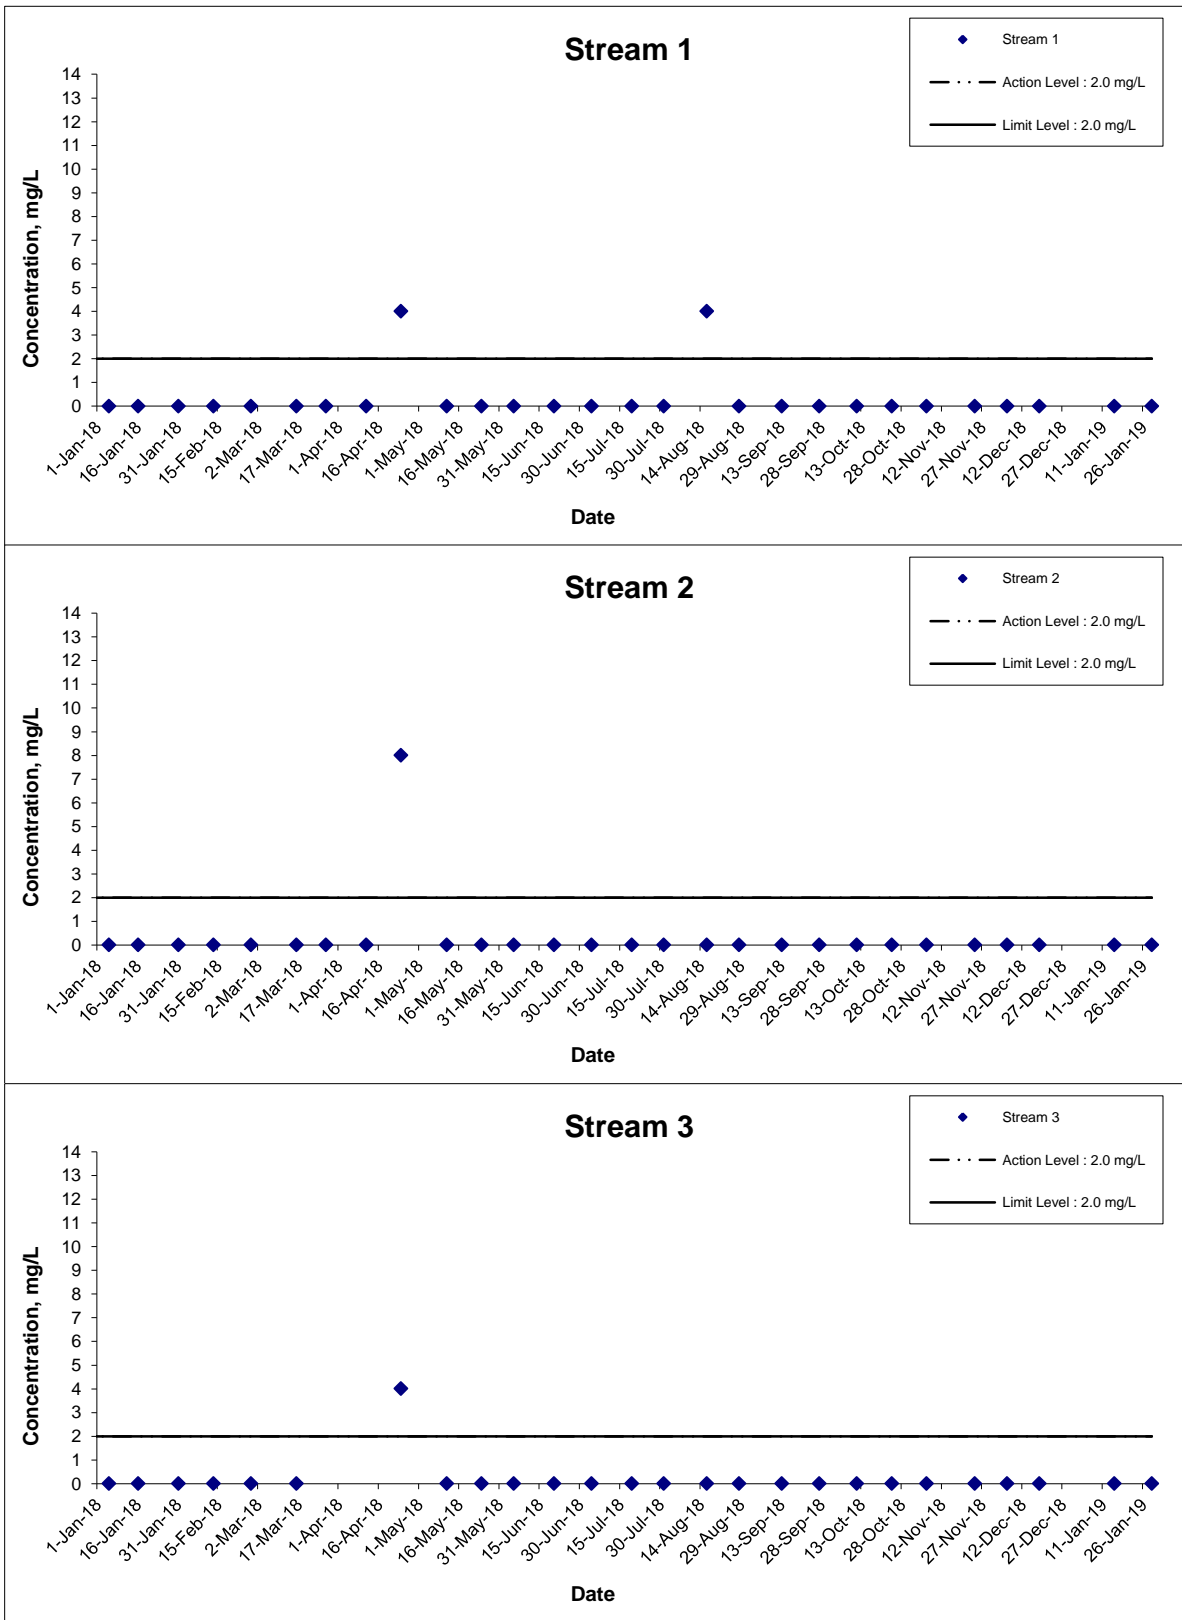 Stream 1
Stream 1
Action Level : 2.0 mg/L
Limit Level : 2.0 mg/L
14
13
12
11
10
9
8
7
6
5
4
3
2
1
0
Concentration, mg/L
1-Jan-18
16-Jan-18
31-Jan-18
15-Feb-18
2-Mar-18
17-Mar-18
1-Apr-18
16-Apr-18
1-May-18
16-May-18
31-May-18
15-Jun-18
30-Jun-18
15-Jul-18
30-Jul-18
14-Aug-18
29-Aug-18
13-Sep-18
28-Sep-18
13-Oct-18
28-Oct-18
12-Nov-18
27-Nov-18
12-Dec-18
27-Dec-18
11-Jan-19
26-Jan-19
Date
Stream 2
Stream 2
Action Level : 2.0 mg/L
Limit Level : 2.0 mg/L
14
13
12
11
10
9
8
7
6
5
4
3
2
1
0
Concentration, mg/L
1-Jan-18
16-Jan-18
31-Jan-18
15-Feb-18
2-Mar-18
17-Mar-18
1-Apr-18
16-Apr-18
1-May-18
16-May-18
31-May-18
15-Jun-18
30-Jun-18
15-Jul-18
30-Jul-18
14-Aug-18
29-Aug-18
13-Sep-18
28-Sep-18
13-Oct-18
28-Oct-18
12-Nov-18
27-Nov-18
12-Dec-18
27-Dec-18
11-Jan-19
26-Jan-19
Date
Stream 3
Stream 3
Action Level : 2.0 mg/L
Limit Level : 2.0 mg/L
14
13
12
11
10
9
8
7
6
5
4
3
2
1
0
Concentration, mg/L
1-Jan-18
16-Jan-18
31-Jan-18
15-Feb-18
2-Mar-18
17-Mar-18
1-Apr-18
16-Apr-18
1-May-18
16-May-18
31-May-18
15-Jun-18
30-Jun-18
15-Jul-18
30-Jul-18
14-Aug-18
29-Aug-18
13-Sep-18
28-Sep-18
13-Oct-18
28-Oct-18
12-Nov-18
27-Nov-18
12-Dec-18
27-Dec-18
11-Jan-19
26-Jan-19
Date